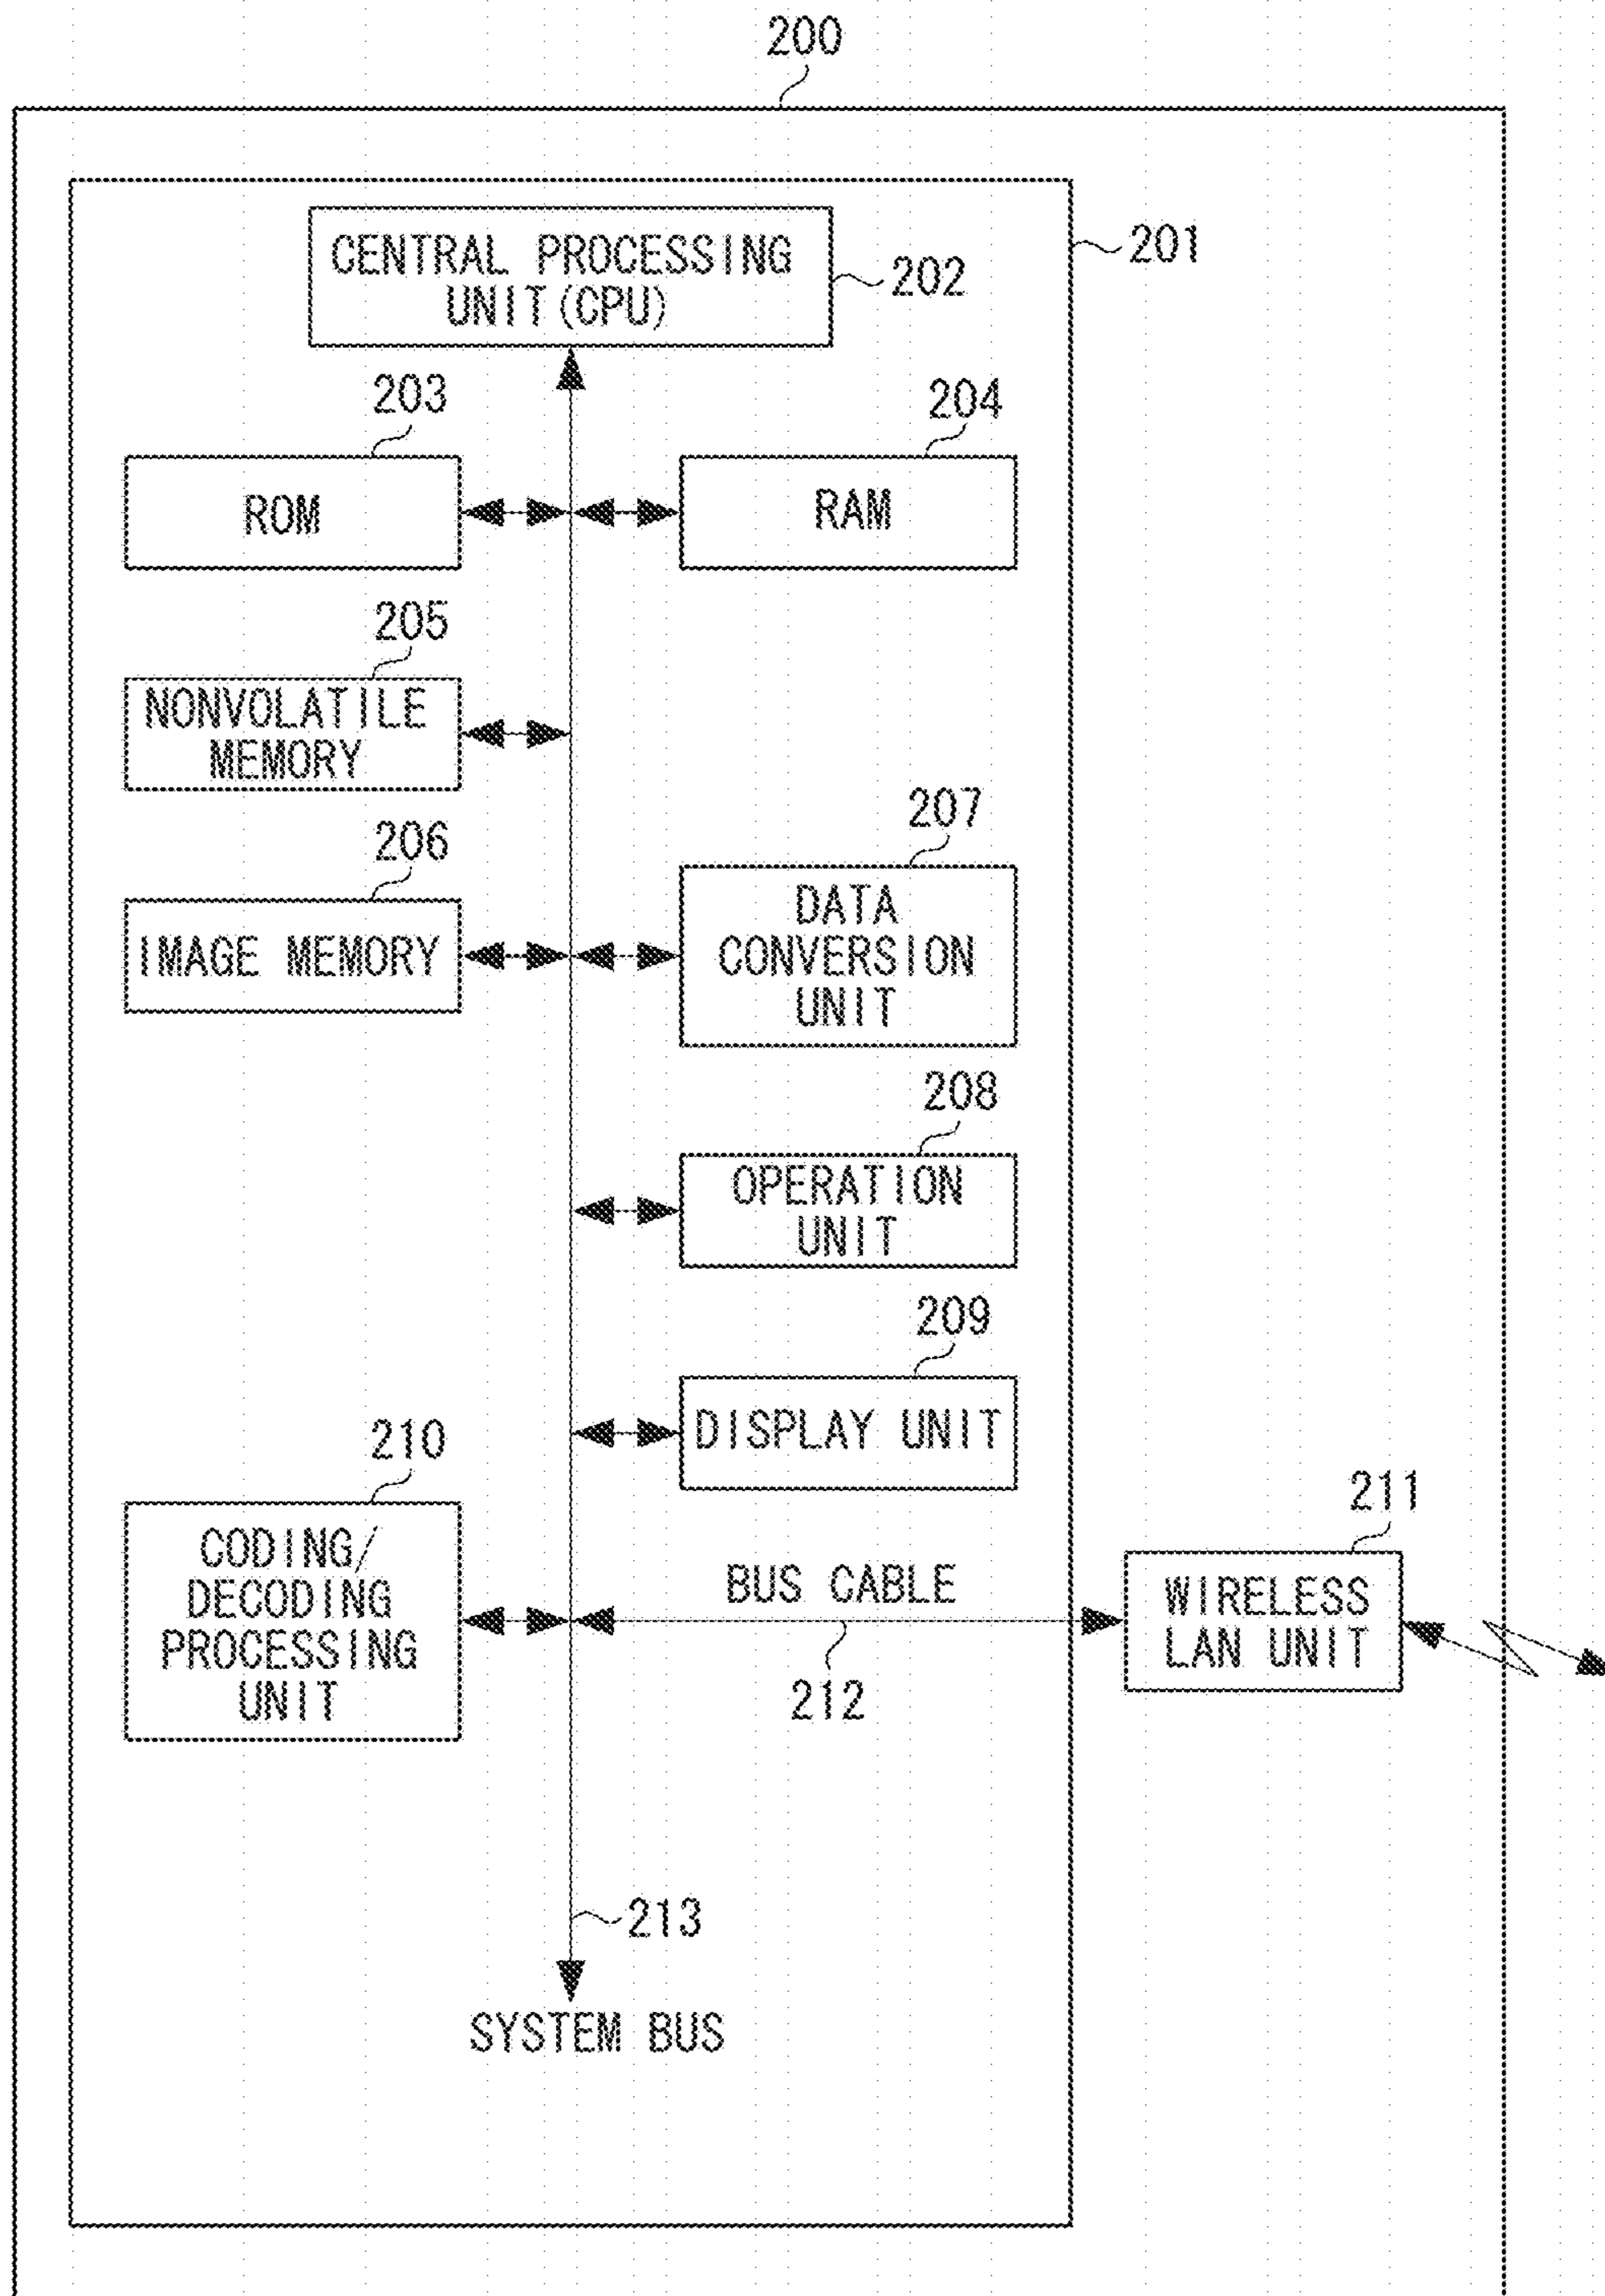 200
201
CENTRAL PROCESSING
UNIT(CPU)
202
203
ROM
204
RAM
205
NONVOLATILE
MEMORY
206
IMAGE MEMORY
207
DATA
CONVERSION
UNIT
208
OPERATION
UNIT
209
DISPLAY UNIT
210
CODING/
DECODING
PROCESSING
UNIT
BUS CABLE
212
211
WIRELESS
LAN UNIT
213
SYSTEM BUS